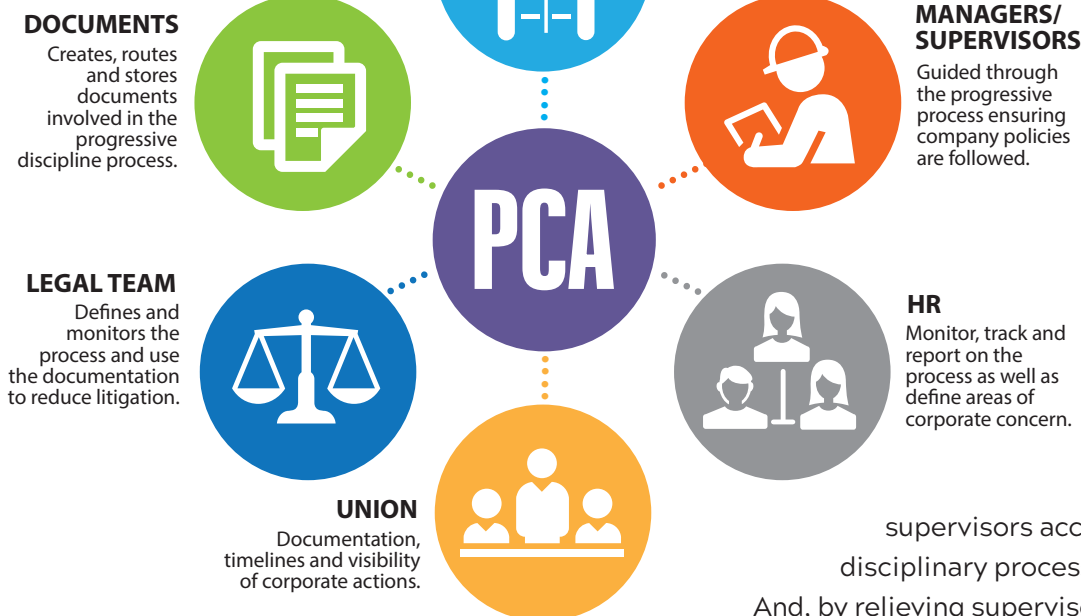 DOCUMENTS
Creates, routes
and stores
documents
involved in the
progressive
discipline process.
MANAGERS/
SUPERVISORS
Guided through
the progressive
process ensuring
company policies
are followed.
PCA
LEGAL TEAM
Defines and
monitors the
process and use
the documentation
to reduce litigation.
HR
Monitor, track and
report on the
process as well as
define areas of
corporate concern.
UNION
Documentation,
timelines and visibility
of corporate actions.
supervisors
disciplinary
And, by relieving